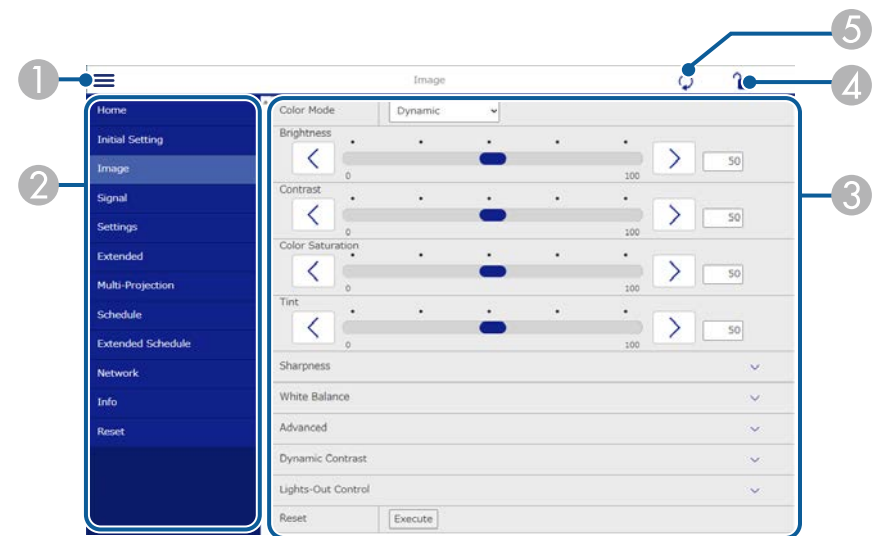 5
1
Image
4
Home
Initial Setting
Image
Signal
Settings
Extended
Multi-Projection
Schedule
Extended Schedule
Network
Info
Reset
2
Color Mode Dynamic
Brightness
0 100 50
Contrast
0 100 50
Color Saturation
0 100 50
Tint
0 100 50
Sharpness
White Balance
Advanced
Dynamic Contrast
Lights-Out Control
Reset Execute
3